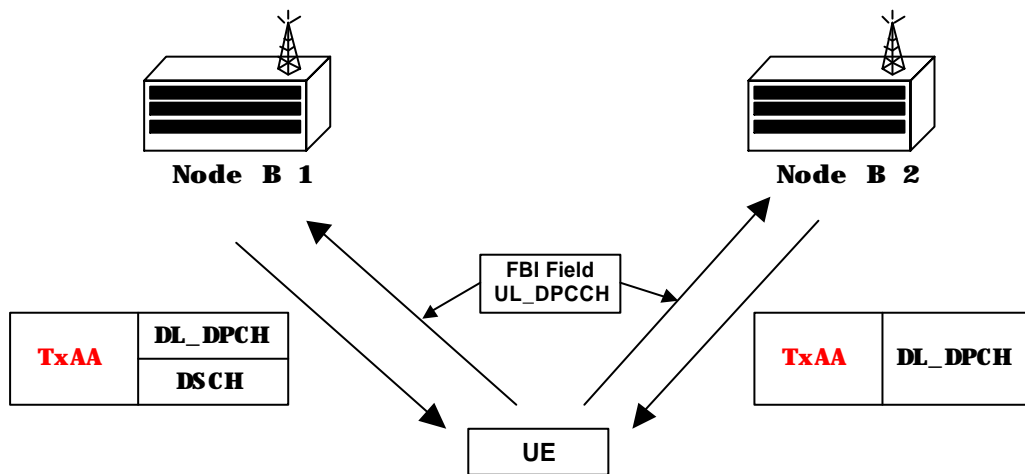 Node B 1
Node B 2
FBI Field
UL_DPCCH
TxAA
DL_DPCH
DSCH
TxAA
DL_DPCH
UE